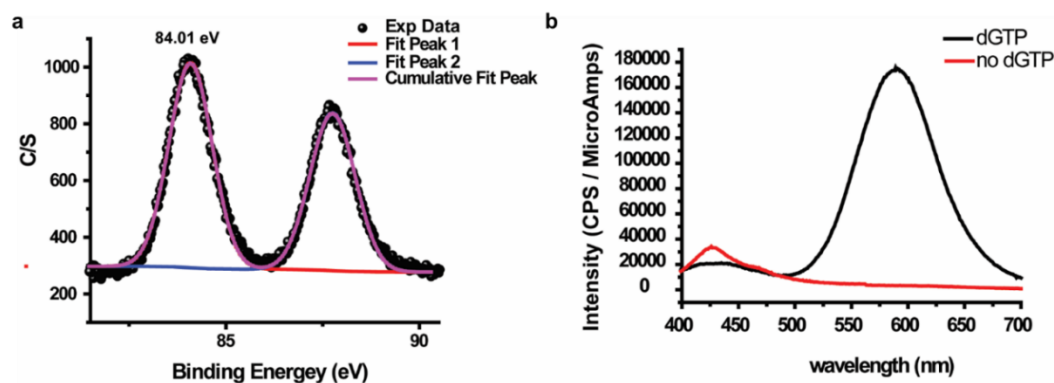 a
84.01 eV
Exp Data
Fit Peak 1
Fit Peak 2
Cumulative Fit Peak
C/S
1000
800
600
400
200
85
90
Binding Energey (eV)
b
dGTP
no dGTP
Intensity (CPS / MicroAmps)
180000
160000
140000
120000
100000
80000
60000
40000
20000
0
400
450
500
550
600
650
700
wavelength (nm)